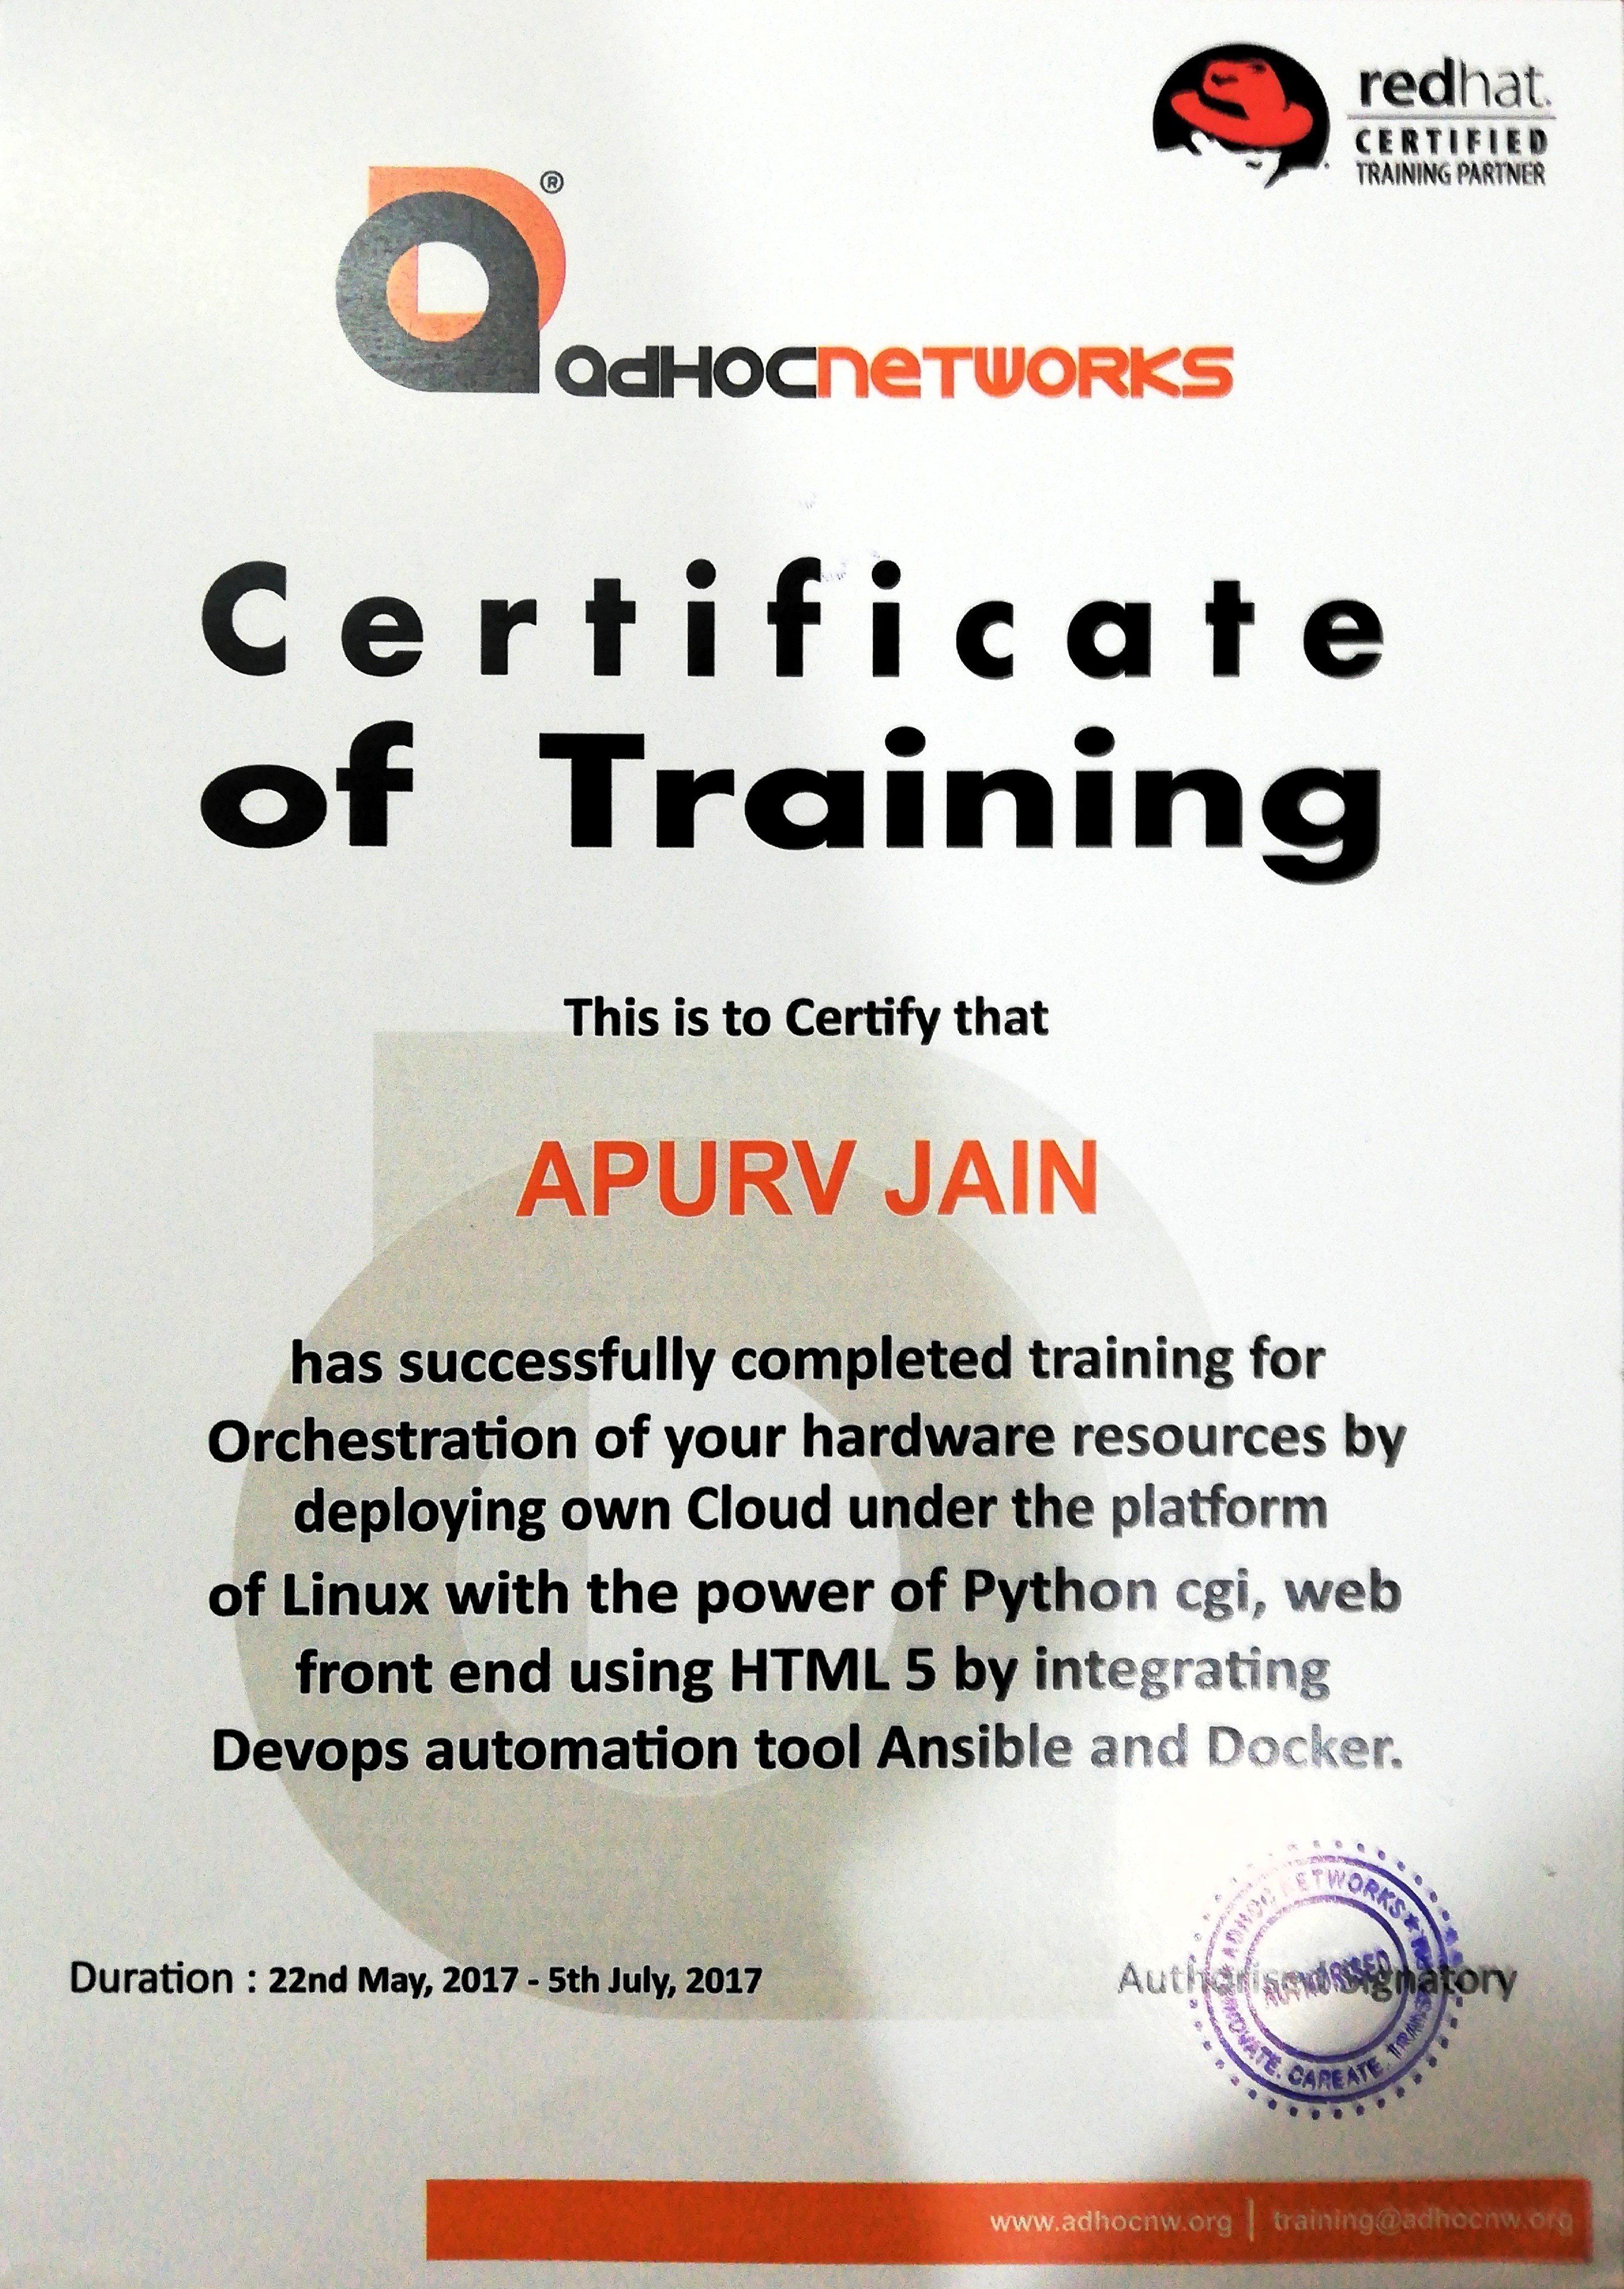 redhat.
CERTIFIED
TRAINING PARTNER
®
adHOCneTWORKS
Certificate
of Training
This is to Certify that
APURV JAIN
has successfully completed training for
Orchestration of your hardware resources by
deploying own Cloud under the platform
of Linux with the power of Python cgi, web
front end using HTML 5 by integrating
Devops automation tool Ansible and Docker.
Duration : 22nd May, 2017 - 5th July, 2017
Authorised Signatory
ADHOC NETWORKS
AUTHORISED
CAREATE.
www.adhocnw.org | training@adhocnw.org